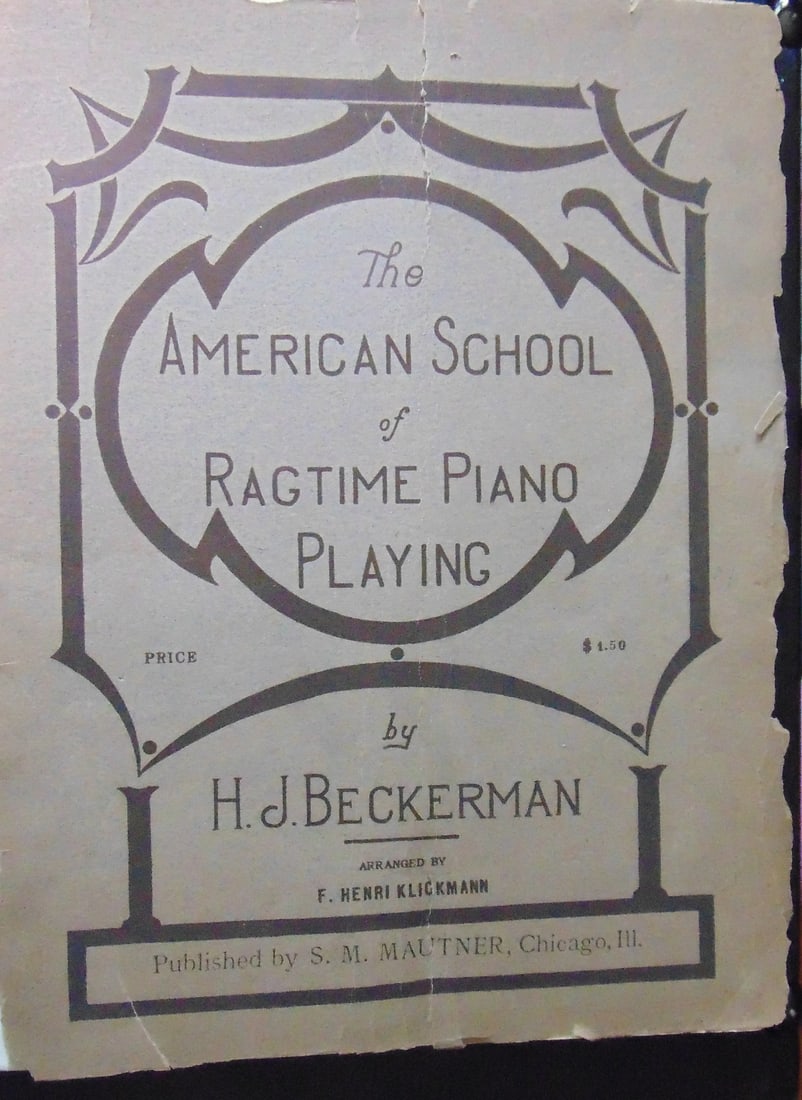 The
AMERICAN SCHOOL
of
RAGTIME PIANO
PLAYING
PRICE $1.50
by
H. J. BECKERMAN
ARRANGED BY
F. HENRI KLICKMANN
Published by S. M. MAUTNER, Chicago, Ill.